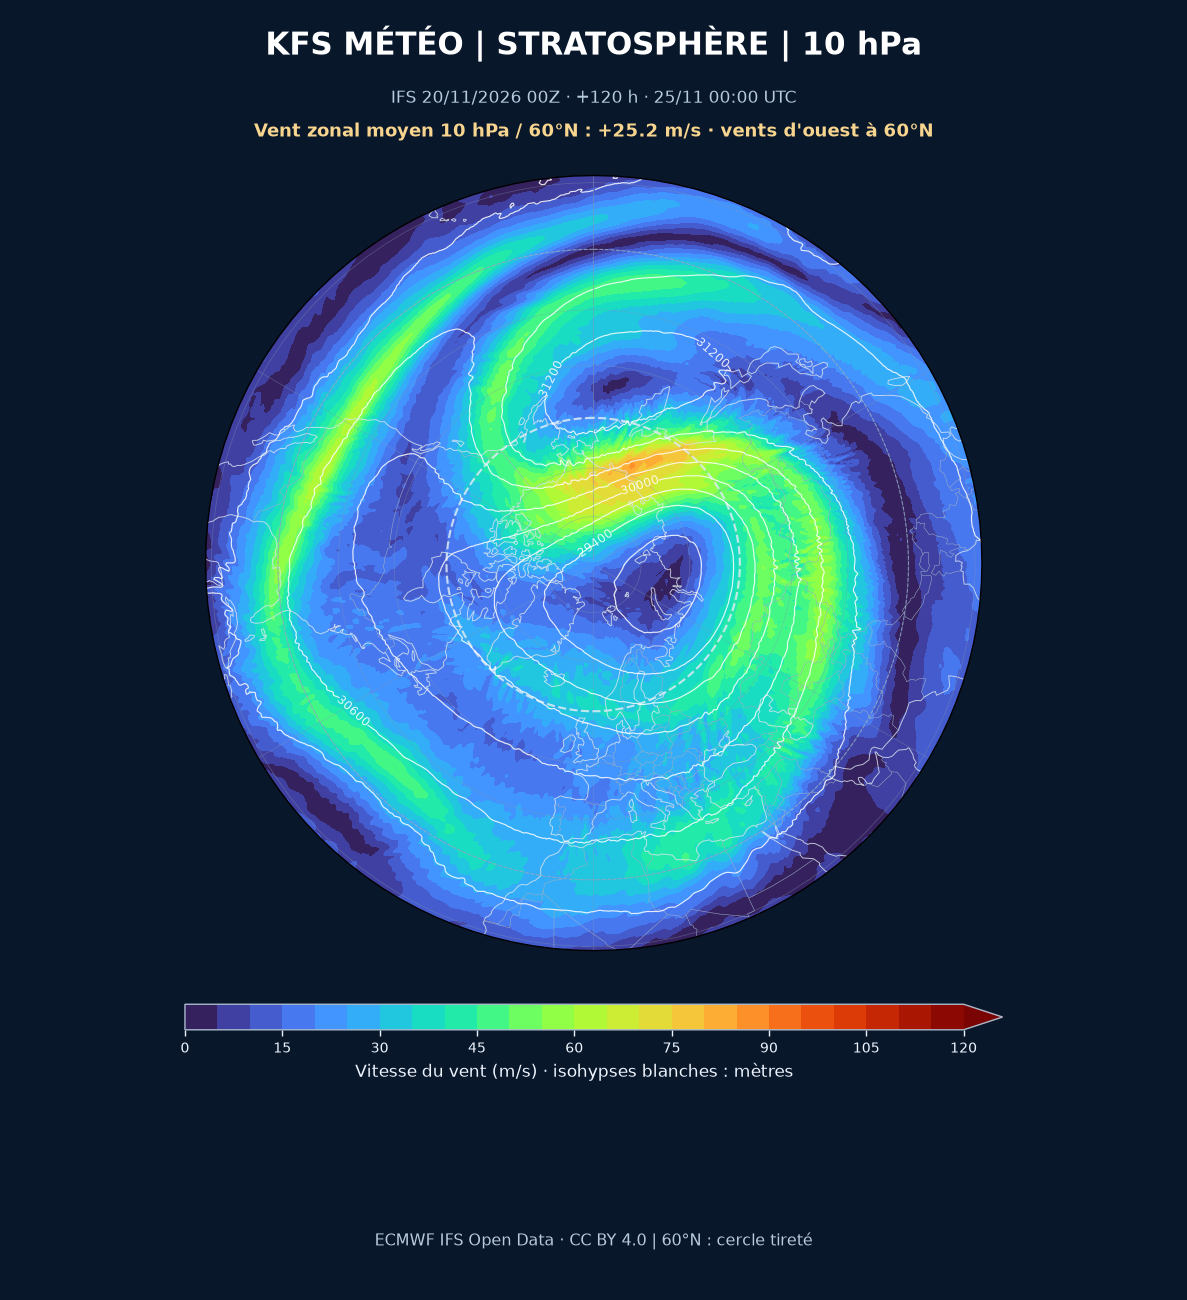 KFS MÉTÉO | STRATOSPHÈRE | 10 hPa
IFS 20/11/2026 00Z · +120 h · 25/11 00:00 UTC
Vent zonal moyen 10 hPa / 60°N : +25.2 m/s · vents d'ouest à 60°N
31200
31200
30000
29400
30600
0 15 30 45 60 75 90 105 120
Vitesse du vent (m/s) · isohypses blanches : mètres
ECMWF IFS Open Data · CC BY 4.0 | 60°N : cercle tireté